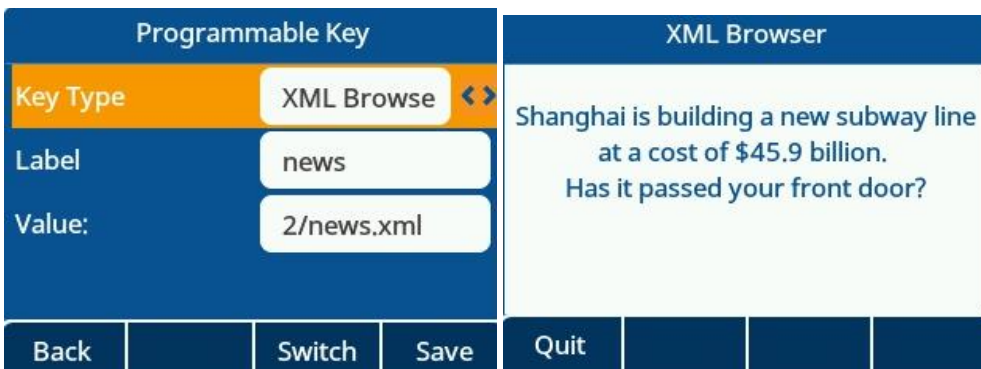 Programmable Key
Key Type XML Browse
Label news
Value: 2/news.xml
Back Switch Save
XML Browser
Shanghai is building a new subway line
at a cost of $45.9 billion.
Has it passed your front door?
Quit